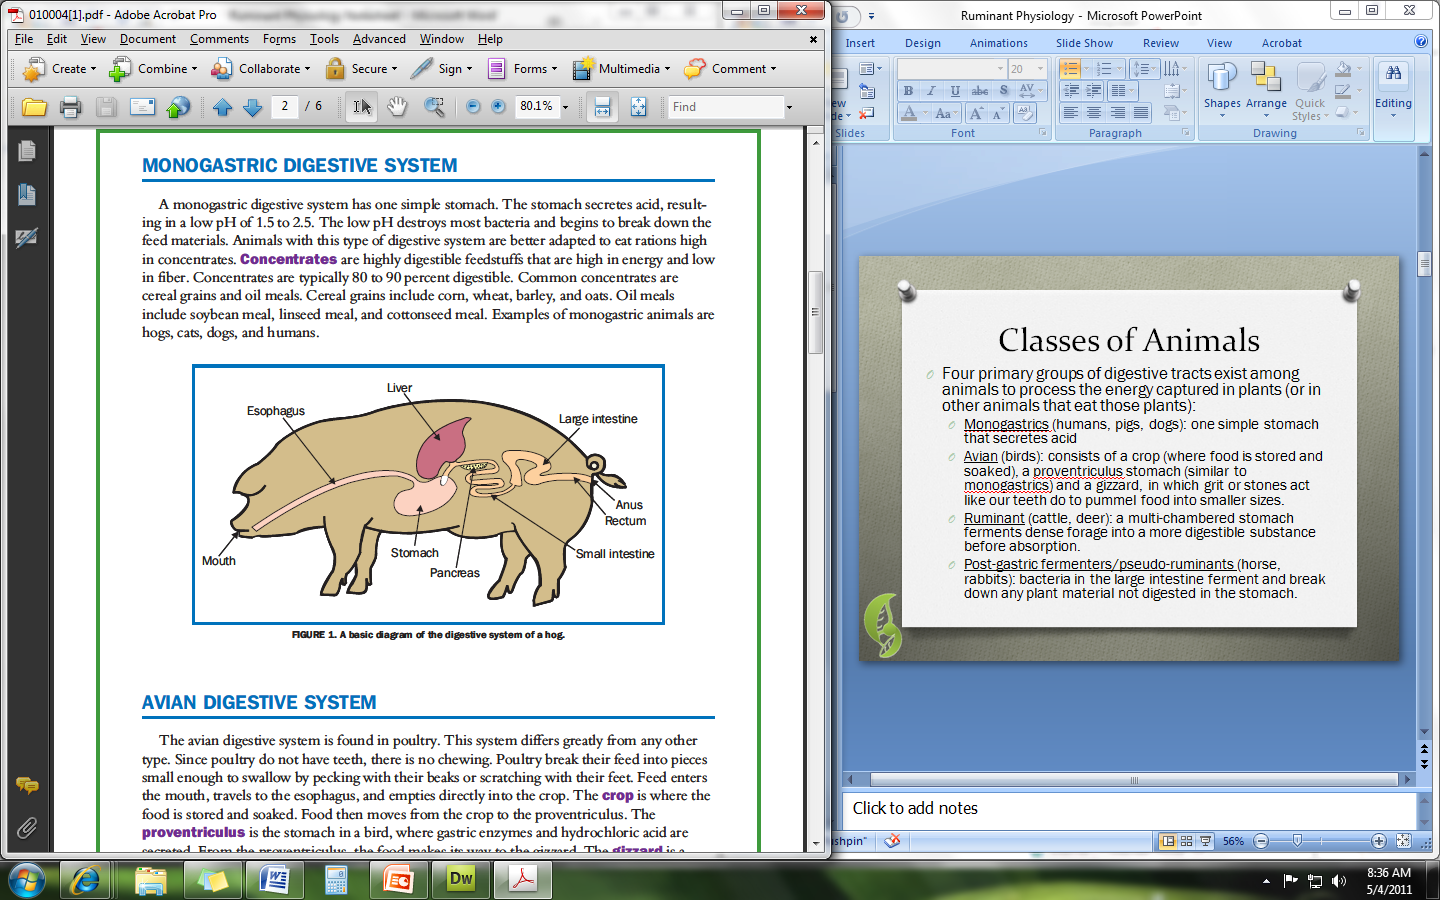 010004[1].pdf - Adobe Acrobat Pro
File Edit View Document Comments Forms Tools Advanced Window Help
Create Combine Collaborate Secure Sign Forms Multimedia Comment
2 / 6 80.1% Find
MONOGASTRIC DIGESTIVE SYSTEM
A monogastric digestive system has one simple stomach. The stomach secretes acid, result-
ing in a low pH of 1.5 to 2.5. The low pH destroys most bacteria and begins to break down the
feed materials. Animals with this type of digestive system are better adapted to eat rations high
in concentrates. Concentrates are highly digestible feedstuffs that are high in energy and low
in fiber. Concentrates are typically 80 to 90 percent digestible. Common concentrates are
cereal grains and oil meals. Cereal grains include corn, wheat, barley, and oats. Oil meals
include soybean meal, linseed meal, and cottonseed meal. Examples of monogastric animals are
hogs, cats, dogs, and humans.
Liver
Esophagus
Large intestine
Anus
Rectum
Stomach
Small intestine
Mouth
Pancreas
FIGURE 1. A basic diagram of the digestive system of a hog.
AVIAN DIGESTIVE SYSTEM
The avian digestive system is found in poultry. This system differs greatly from any other
type. Since poultry do not have teeth, there is no chewing. Poultry break their feed into pieces
small enough to swallow by pecking with their beaks or scratching with their feet. Feed enters
the mouth, travels to the esophagus, and empties directly into the crop. The crop is where the
food is stored and soaked. Food then moves from the crop to the proventriculus. The
proventriculus is the stomach in a bird, where gastric enzymes and hydrochloric acid are
secreted. From the proventriculus, the food makes its way to the gizzard. The gizzard is a
Ruminant Physiology - Microsoft PowerPoint
Insert Design Animations Slide Show Review View Acrobat
20
B I U abc S AV
A Aa A A
Shapes Arrange Quick Styles Editing
Slides Font Paragraph Drawing
Classes of Animals
Four primary groups of digestive tracts exist among
animals to process the energy captured in plants (or in
other animals that eat those plants):
Monogastrics (humans, pigs, dogs): one simple stomach
that secretes acid
Avian (birds): consists of a crop (where food is stored and
soaked), a proventriculus stomach (similar to
monogastrics) and a gizzard, in which grit or stones act
like our teeth do to pummel food into smaller sizes.
Ruminant (cattle, deer): a multi-chambered stomach
ferments dense forage into a more digestible substance
before absorption.
Post-gastric fermenters/pseudo-ruminants (horse,
rabbits): bacteria in the large intestine ferment and break
down any plant material not digested in the stomach.
Click to add notes
shpin" 56%
W Dw
8:36 AM
5/4/2011